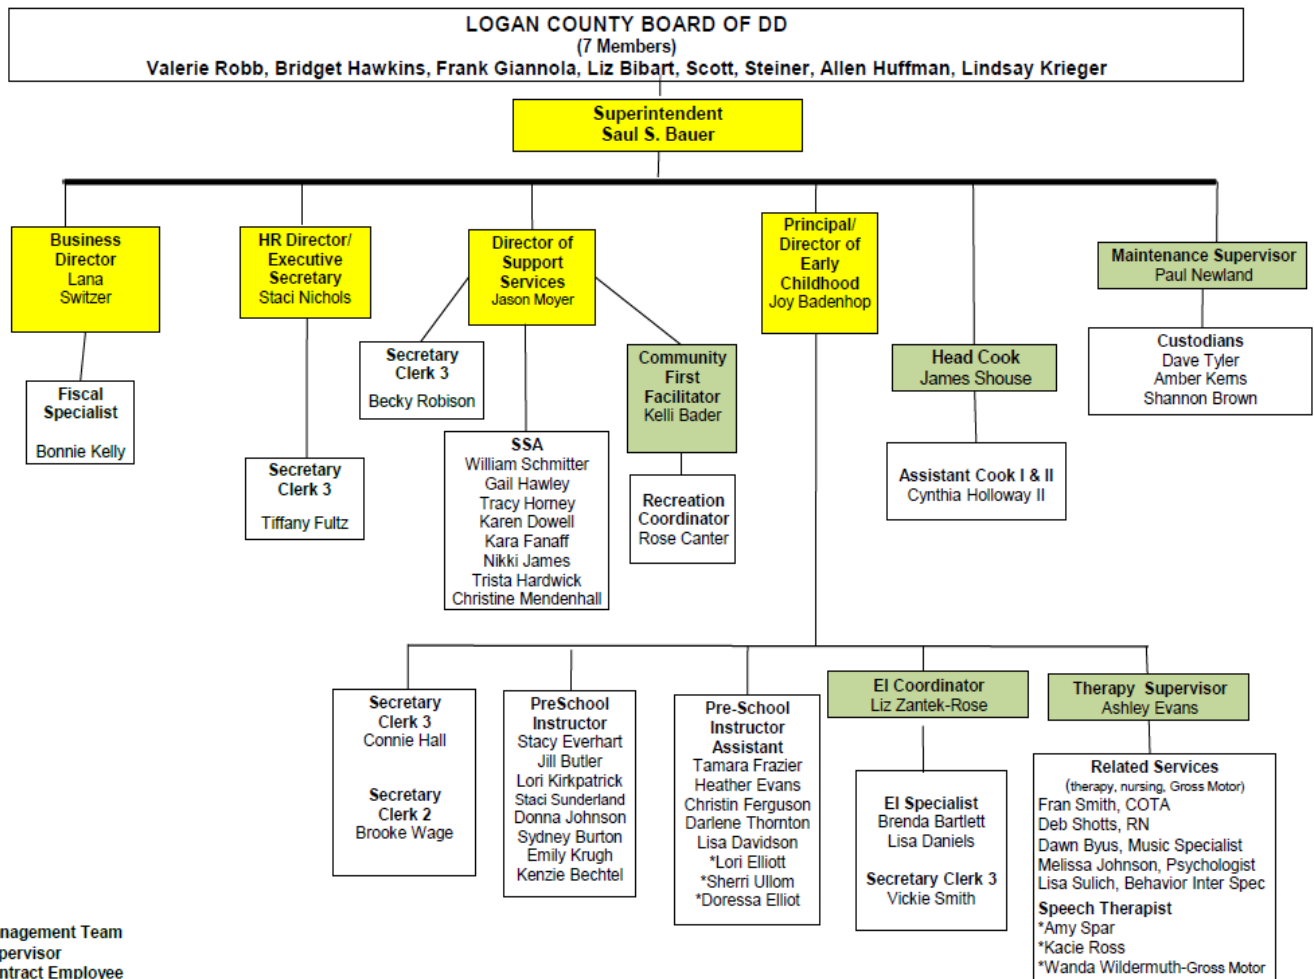 LOGAN COUNTY BOARD OF DD
(7 Members)
Valerie Robb, Bridget Hawkins, Frank Giannola, Liz Bibart, Scott, Steiner, Allen Huffman, Lindsay Krieger
Superintendent
Saul S. Bauer
Business
Director
Lana
Switzer
Fiscal
Specialist
Bonnie Kelly
HR Director/
Executive
Secretary
Staci Nichols
Secretary
Clerk 3
Tiffany Fultz
Director of
Support
Services
Jason Moyer
Secretary
Clerk 3
Becky Robison
SSA
William Schmitter
Gail Hawley
Tracy Horney
Karen Dowell
Kara Fanaff
Nikki James
Trista Hardwick
Christine Mendenhall
Community
First
Facilitator
Kelli Bader
Recreation
Coordinator
Rose Canter
Principal/
Director of
Early
Childhood
Joy Badenhop
Head Cook
James Shouse
Assistant Cook I & II
Cynthia Holloway II
Maintenance Supervisor
Paul Newland
Custodians
Dave Tyler
Amber Kerns
Shannon Brown
Secretary
Clerk 3
Connie Hall
Secretary
Clerk 2
Brooke Wage
PreSchool
Instructor
Stacy Everhart
Jill Butler
Lori Kirkpatrick
Staci Sunderland
Donna Johnson
Sydney Burton
Emily Krugh
Kenzie Bechtel
Pre-School
Instructor
Assistant
Tamara Frazier
Heather Evans
Christin Ferguson
Darlene Thornton
Lisa Davidson
*Lori Elliott
*Sherri Ullom
*Doressa Elliot
EI Coordinator
Liz Zantek-Rose
EI Specialist
Brenda Bartlett
Lisa Daniels
Secretary Clerk 3
Vickie Smith
Therapy Supervisor
Ashley Evans
Related Services
(therapy, nursing, Gross Motor)
Fran Smith, COTA
Deb Shotts, RN
Dawn Byus, Music Specialist
Melissa Johnson, Psychologist
Lisa Sulich, Behavior Inter Spec
Speech Therapist
*Amy Spar
*Kacie Ross
*Wanda Wildermuth-Gross Motor
nagement Team
pervisor
ntract Employee